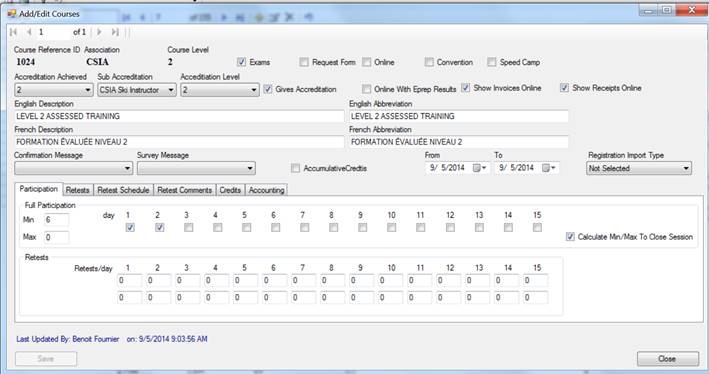 Add/Edit Courses
1 of 1
Course Reference ID Association Course Level
1024 CSIA 2 Exams Request Form Online Convention Speed Camp
Accreditation Achieved Sub Accreditation Acceditation Level
2 CSIA Ski Instructor 2 Gives Accreditation Online With Eprep Results Show Invoices Online Show Receipts Online
English Description English Abbreviation
LEVEL 2 ASSESSED TRAINING LEVEL 2 ASSESSED TRAINING
French Description French Abbreviation
FORMATION ÉVALUÉE NIVEAU 2 FORMATION ÉVALUÉE NIVEAU 2
Confirmation Message Survey Message From To Registration Import Type
AccumulativeCredtis 9/ 5/2014 9/ 5/2014 Not Selected
Participation Retests Retest Schedule Retest Comments Credits Accounting
Full Participation
Min 6 day 1 2 3 4 5 6 7 8 9 10 11 12 13 14 15
Max 0 Calculate Min/Max To Close Session
Retests
Retests/day 1 2 3 4 5 6 7 8 9 10 11 12 13 14 15
0 0 0 0 0 0 0 0 0 0 0 0 0 0 0
0 0 0 0 0 0 0 0 0 0 0 0 0 0 0
Last Updated By: Benoit Fournier on: 9/5/2014 9:03:56 AM
Save Close